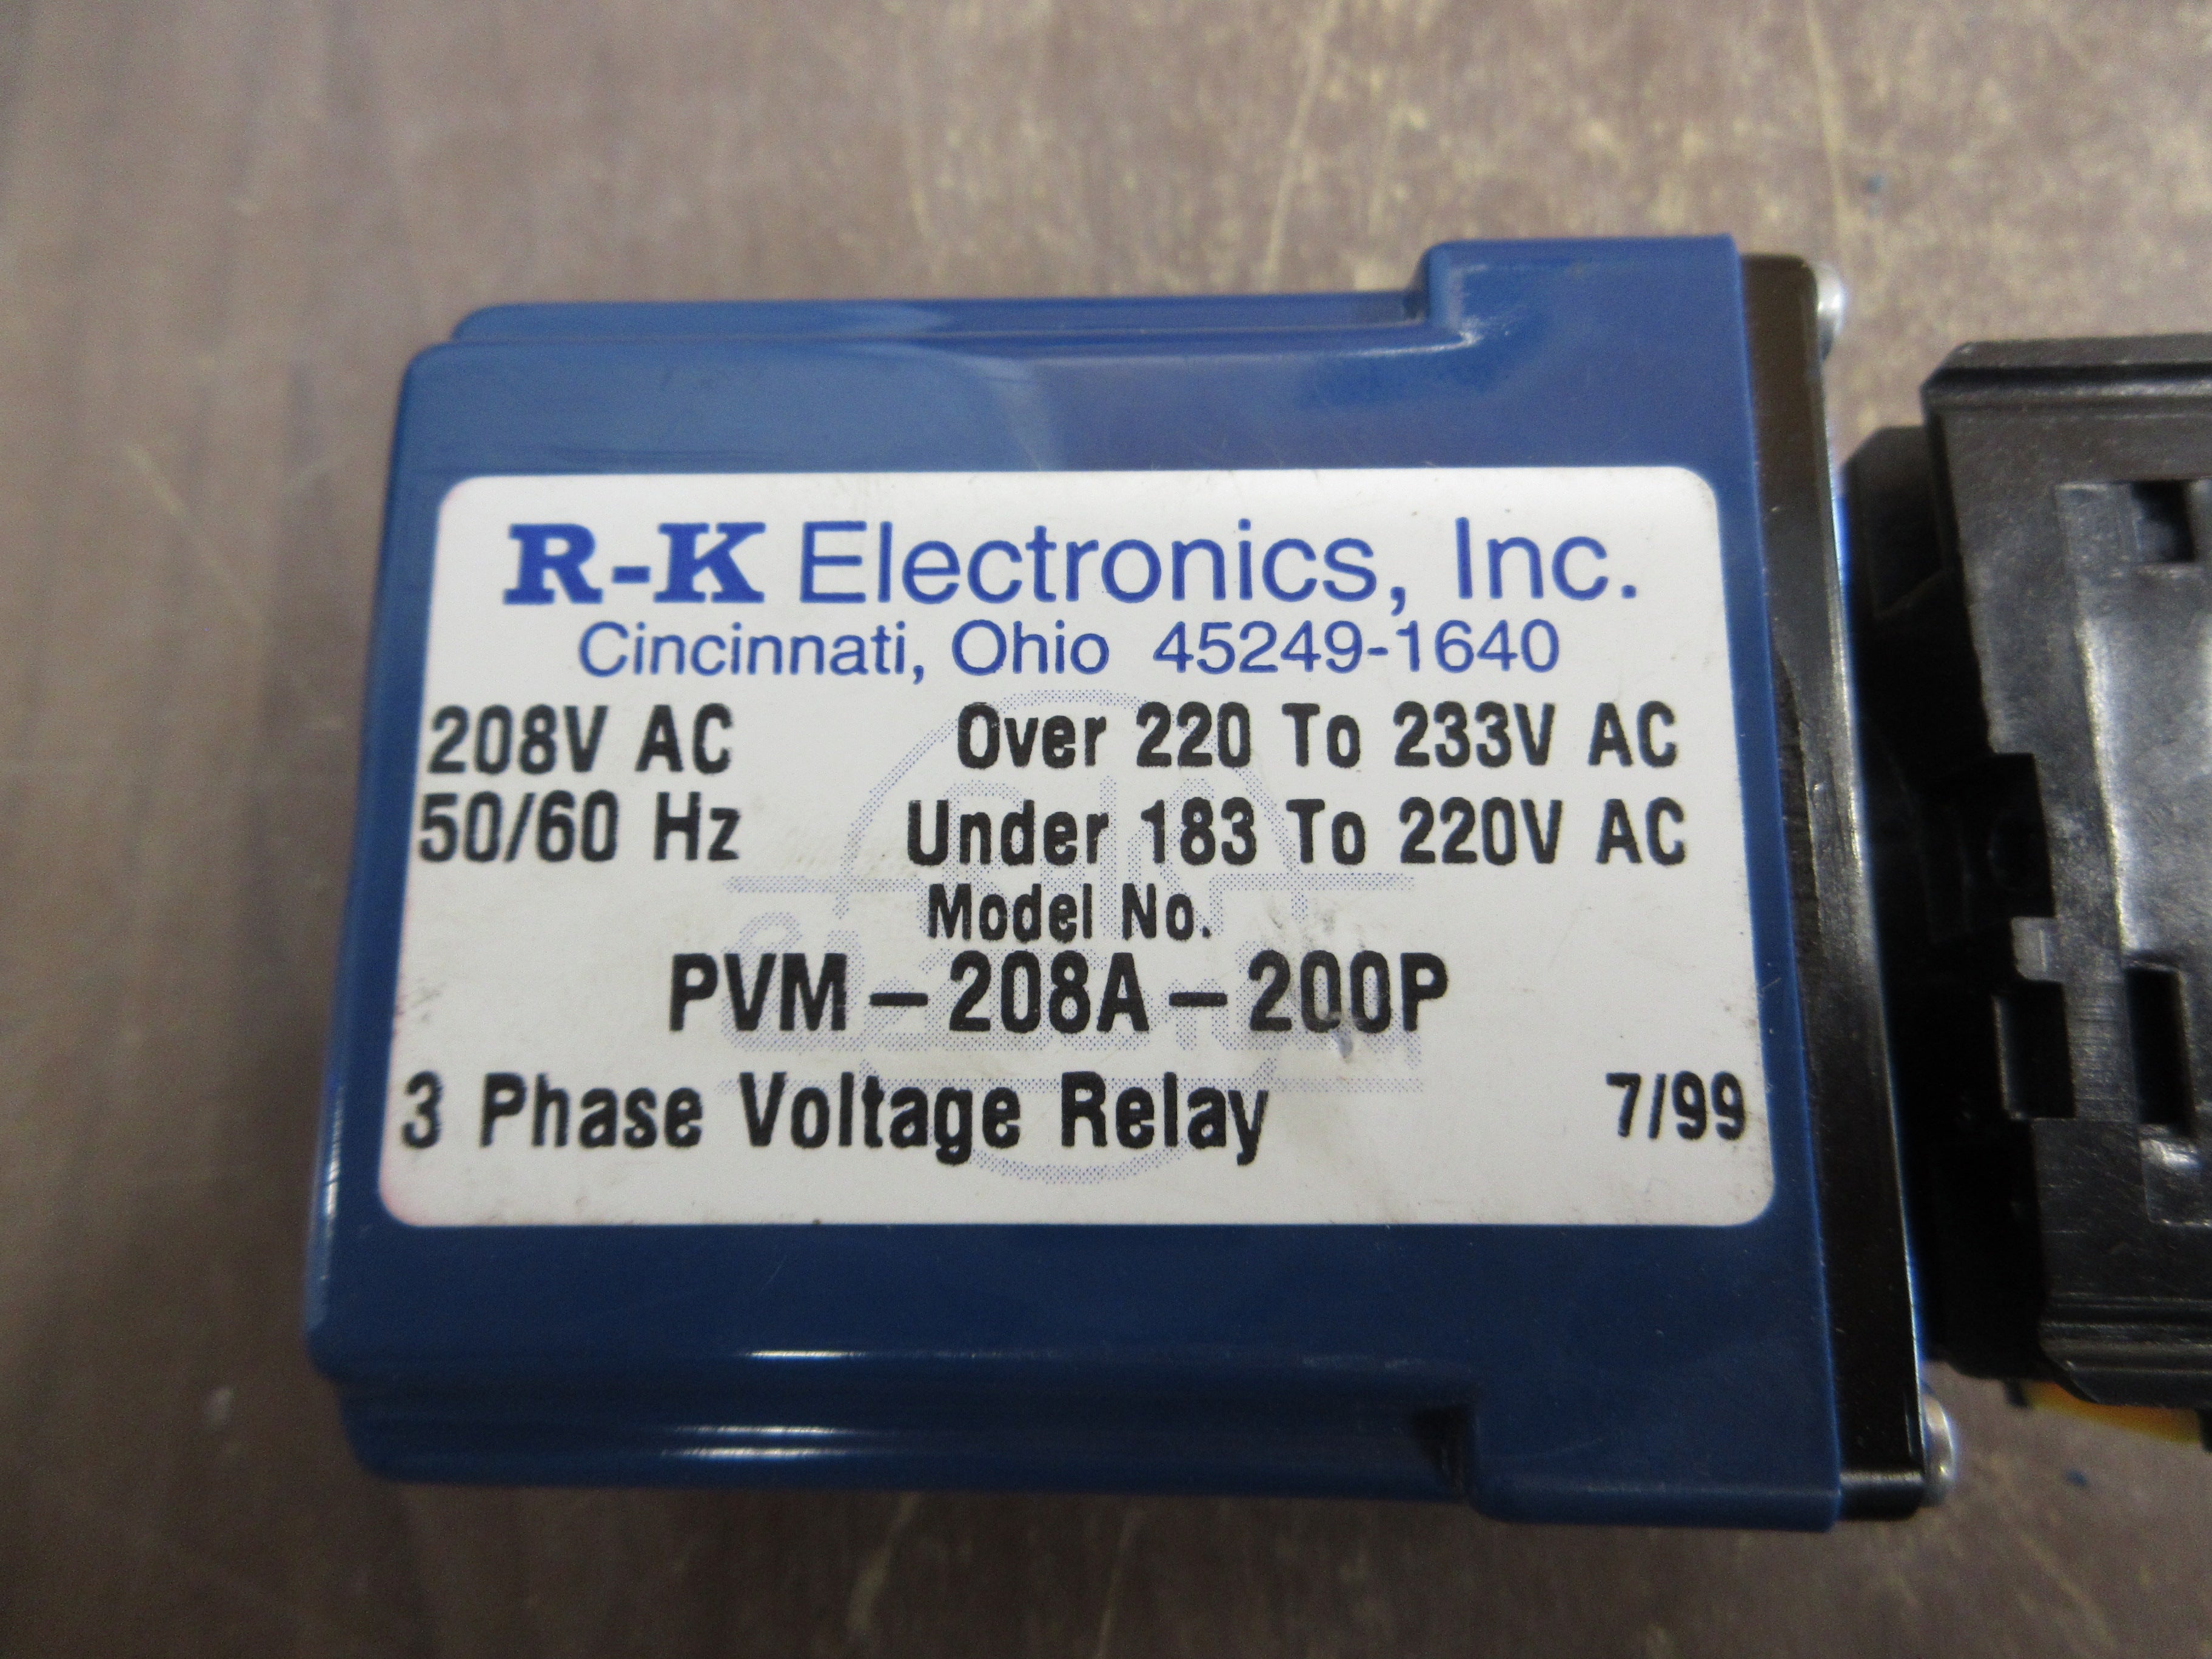 R-K Electronics, Inc.
Cincinnati, Ohio 45249-1640
208V AC Over 220 To 233V AC
50/60 Hz Under 183 To 220V AC
Model No.
PVM-208A-200P
3 Phase Voltage Relay 7/99